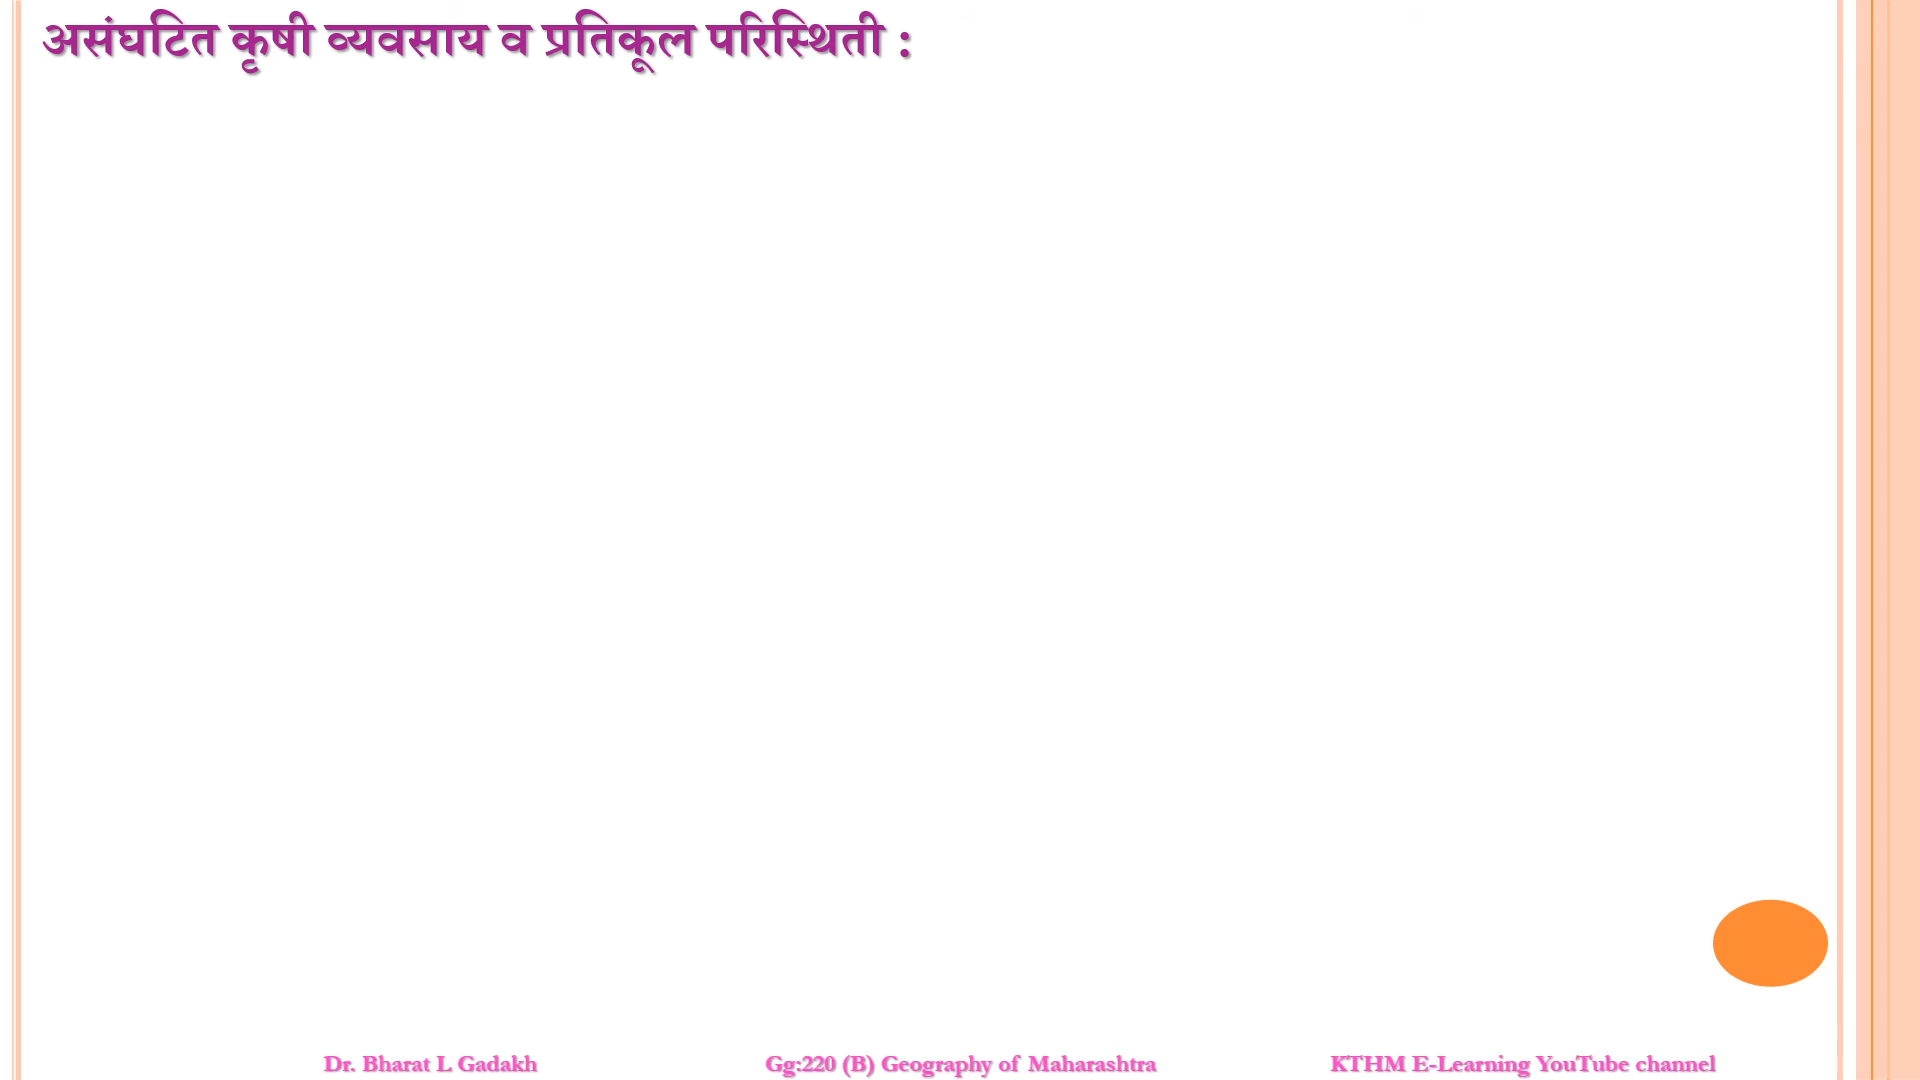 असंघटित कृषी व्यवसाय व प्रतिकूल परिस्थिती :
Dr. Bharat L Gadakh
Gg:220 (B) Geography of Maharashtra
KTHM E-Learning YouTube channel